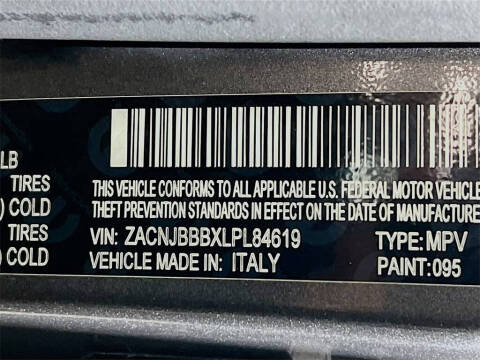 LB
TIRES
) COLD
TIRES
) COLD
THIS VEHICLE CONFORMS TO ALL APPLICABLE U.S. FEDERAL MOTOR VEHICLE
THEFT PREVENTION STANDARDS IN EFFECT ON THE DATE OF MANUFACTURE
VIN: ZACNJBBBXLPL84619 TYPE: MPV
VEHICLE MADE IN: ITALY PAINT: 095